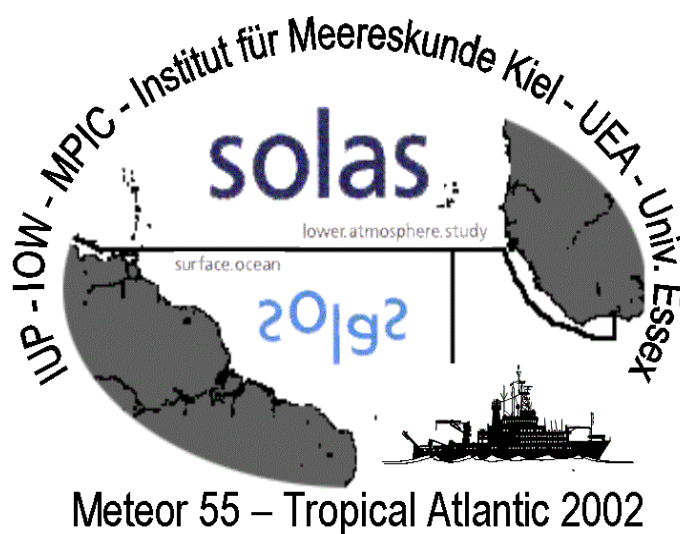 IUP - IOW - MPIC - Institut für Meereskunde Kiel - UEA - Univ. Essex
solas
lower.atmosphere.study
surface.ocean
solas
Meteor 55 – Tropical Atlantic 2002